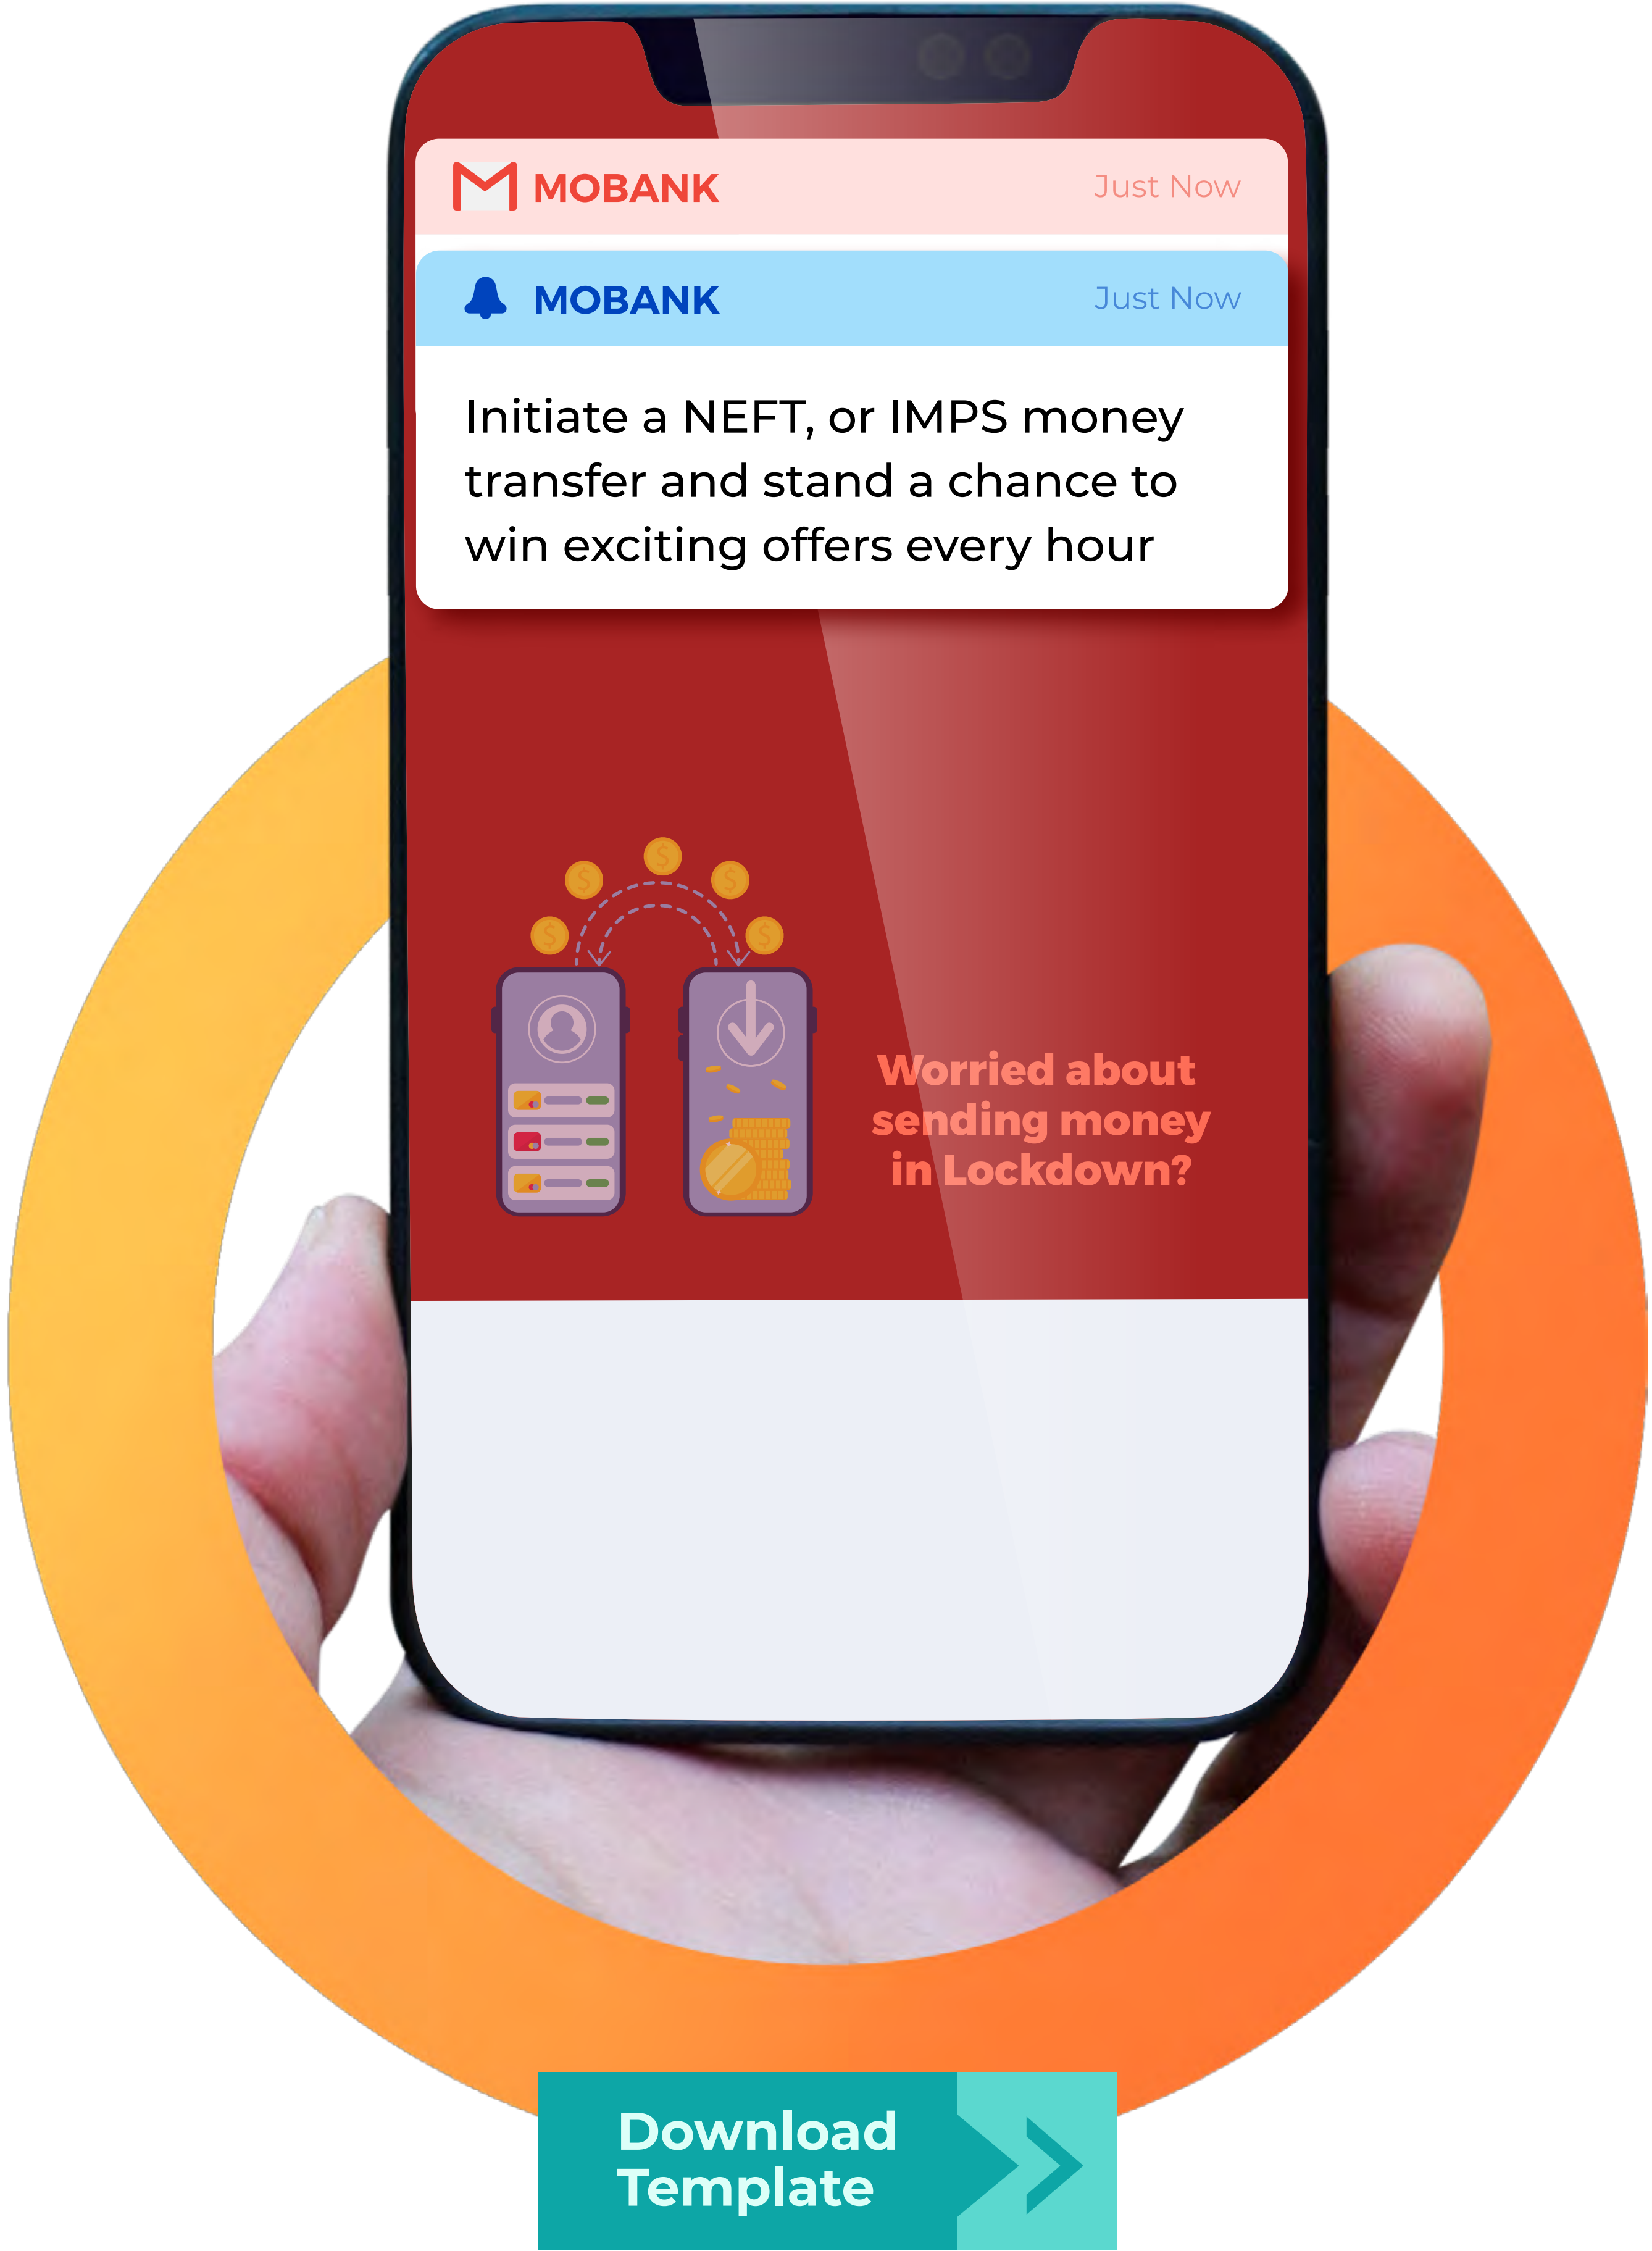 MOBANK Just Now
MOBANK Just Now
Initiate a NEFT, or IMPS money
transfer and stand a chance to
win exciting offers every hour
Worried about
sending money
in Lockdown?
Download
Template